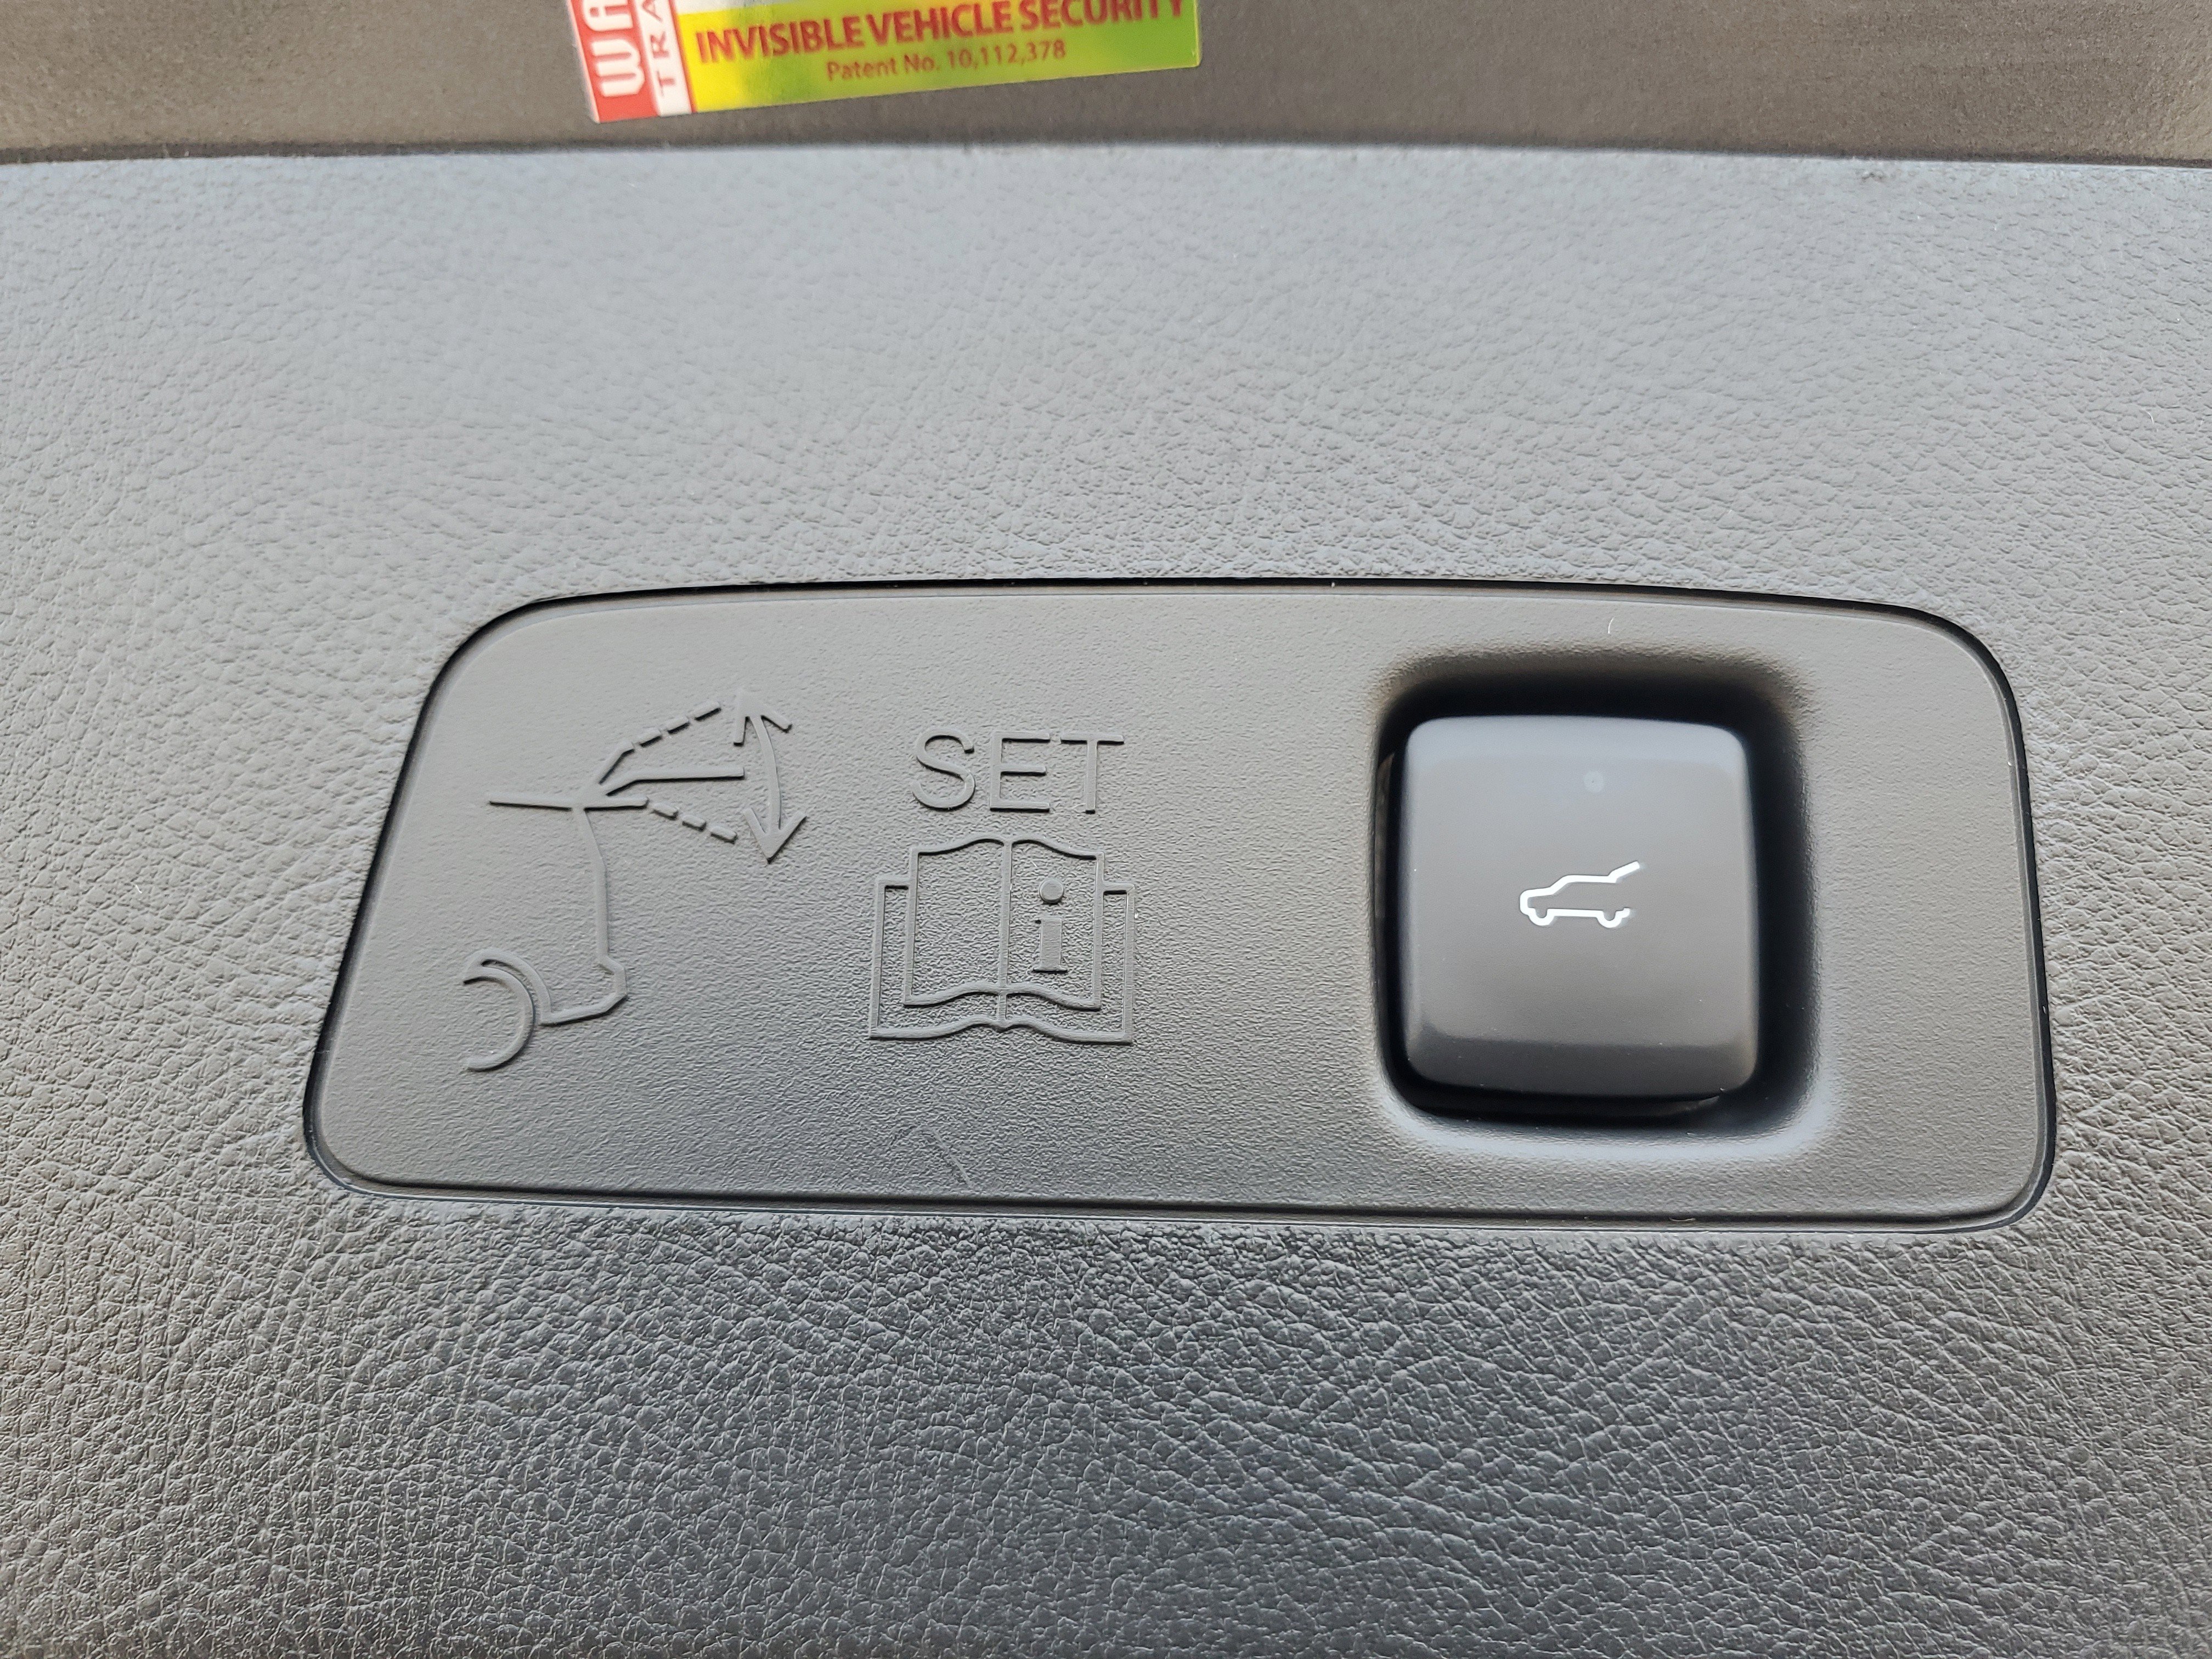 INVISIBLE VEHICLE SECURITY
Patent No. 10,112,378
SET
i